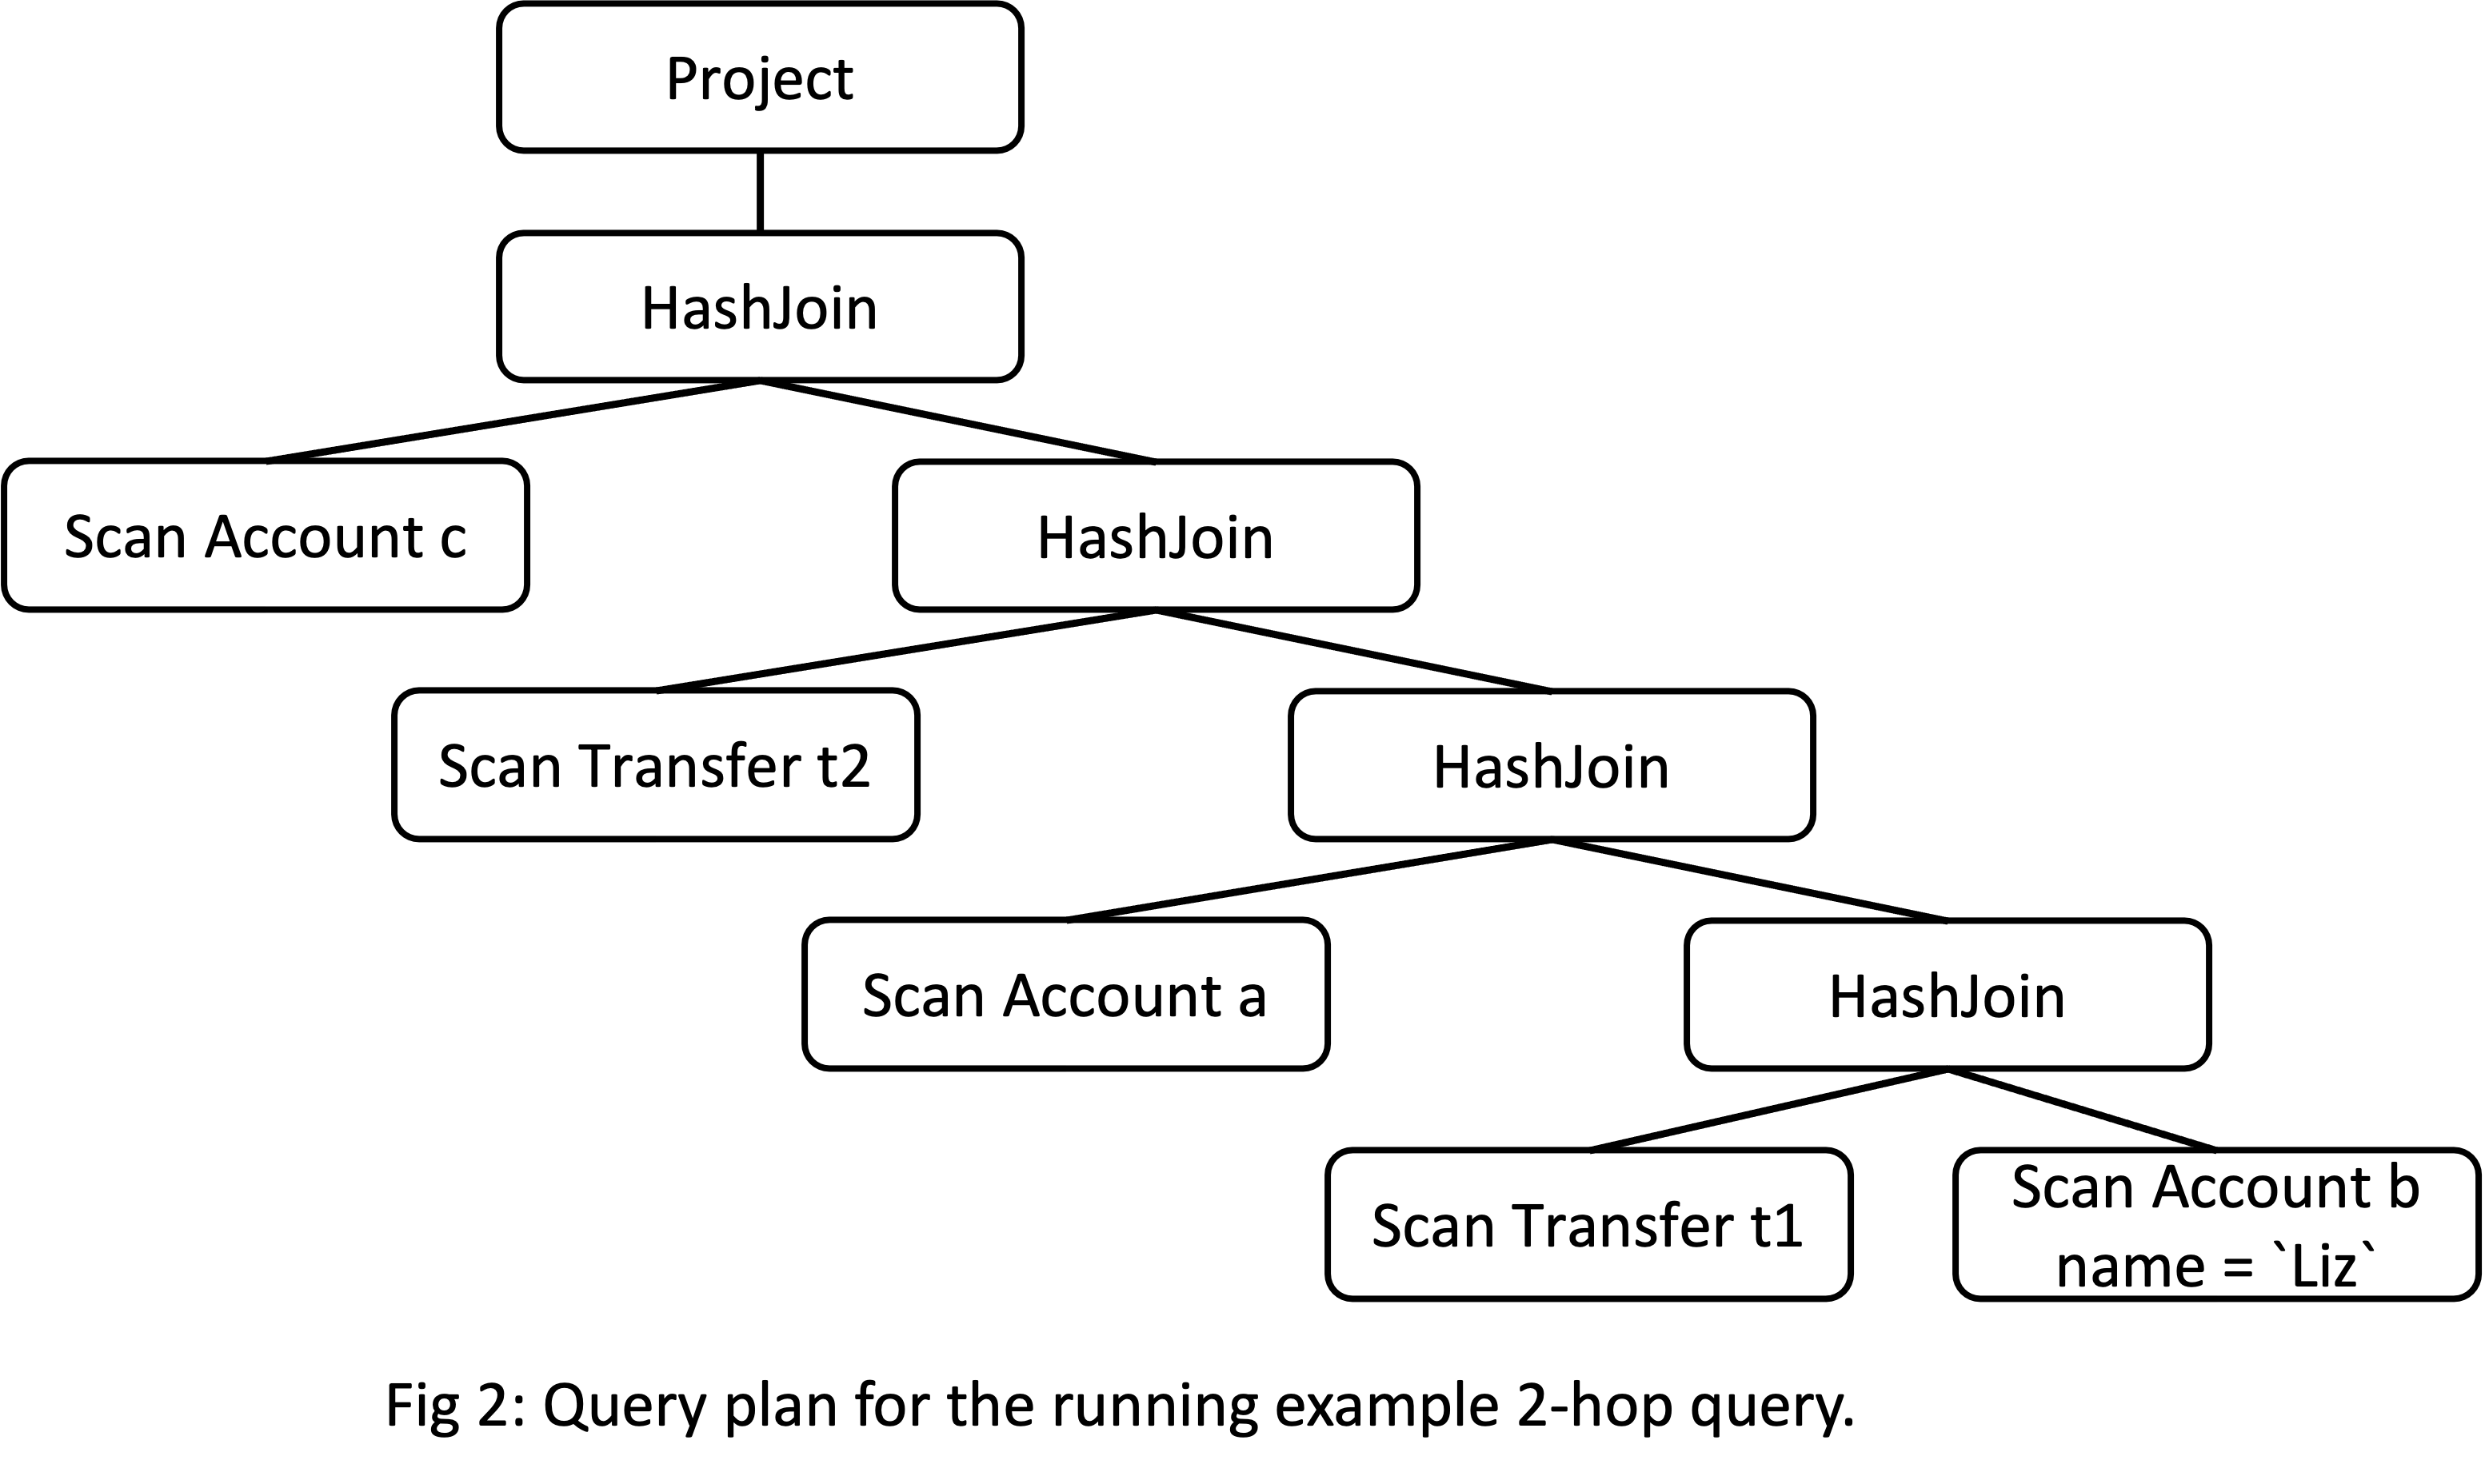 Project
HashJoin
Scan Account c
HashJoin
Scan Transfer t2
HashJoin
Scan Account a
HashJoin
Scan Transfer t1
Scan Account b
name = `Liz`
Fig 2: Query plan for the running example 2-hop query.